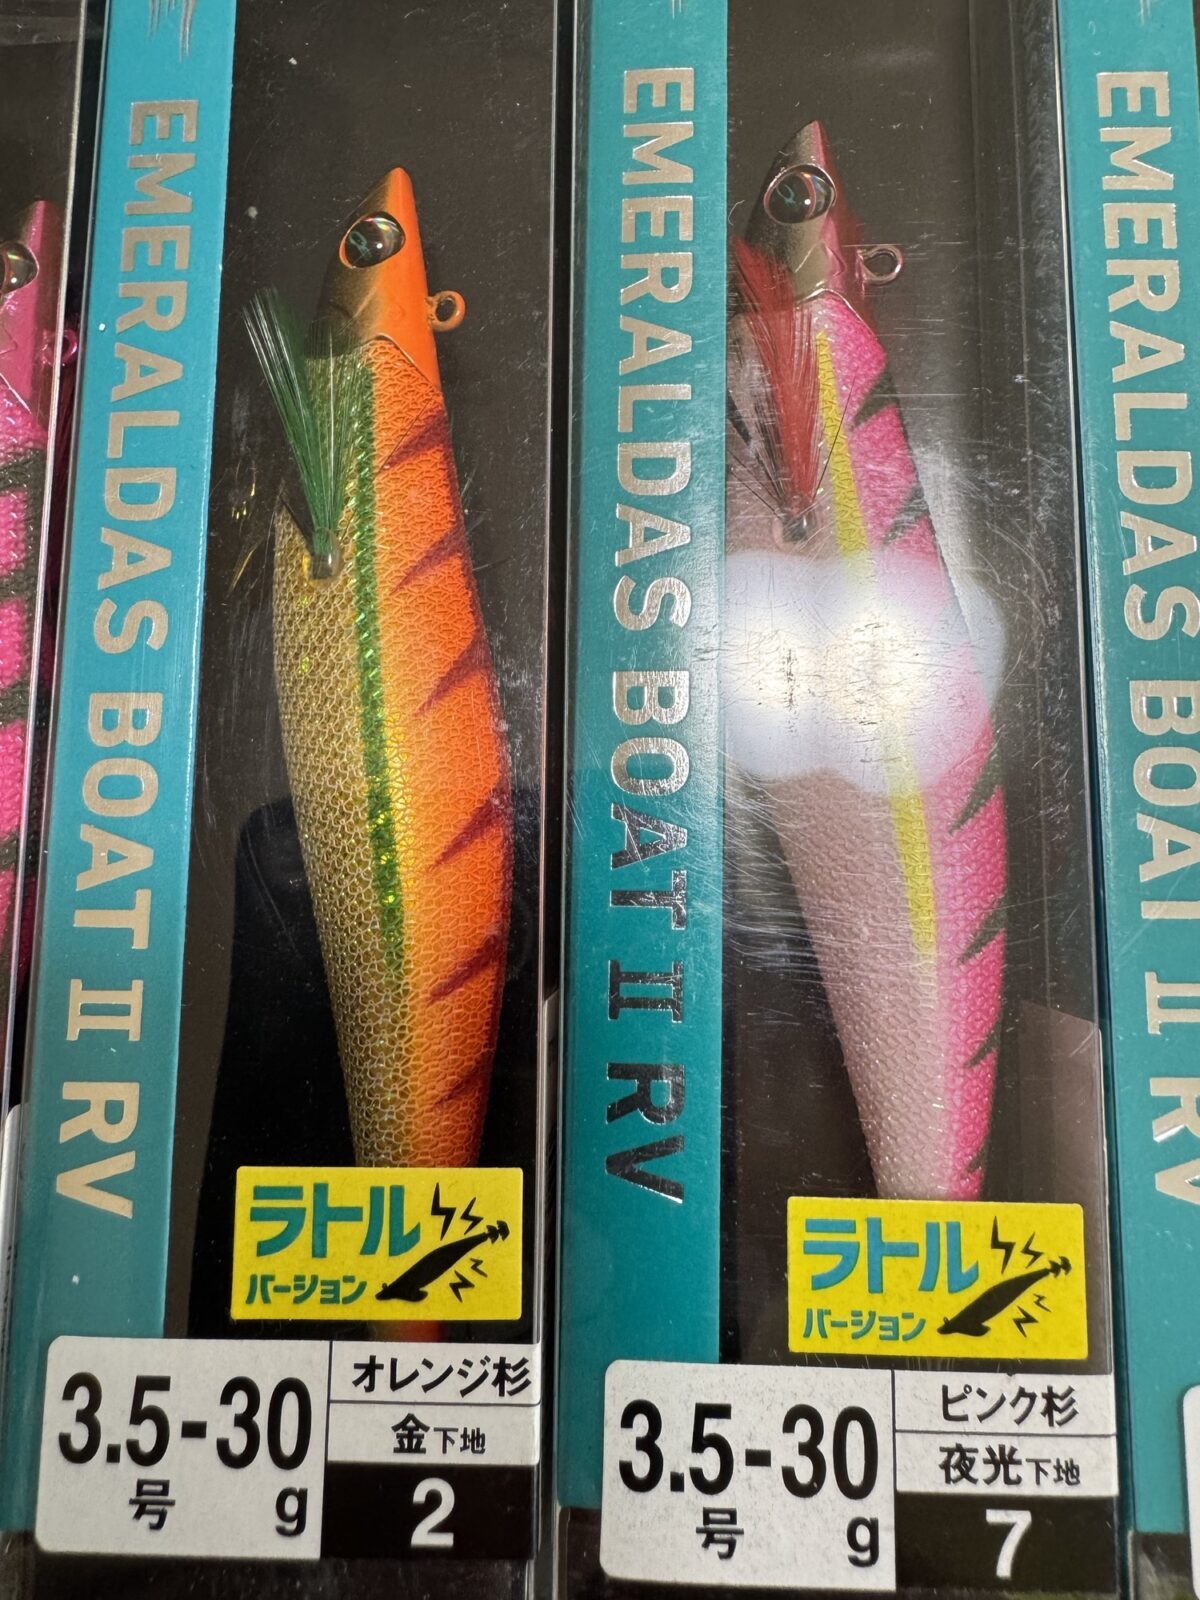 EMERALDAS BOAT II RV
ラトル
バージョン
3.5-30
号 g
オレンジ杉
金下地
2
EMERALDAS BOAT II RV
ラトル
バージョン
3.5-30
号 g
ピンク杉
夜光下地
7
EMERALDAS BOAT II RV